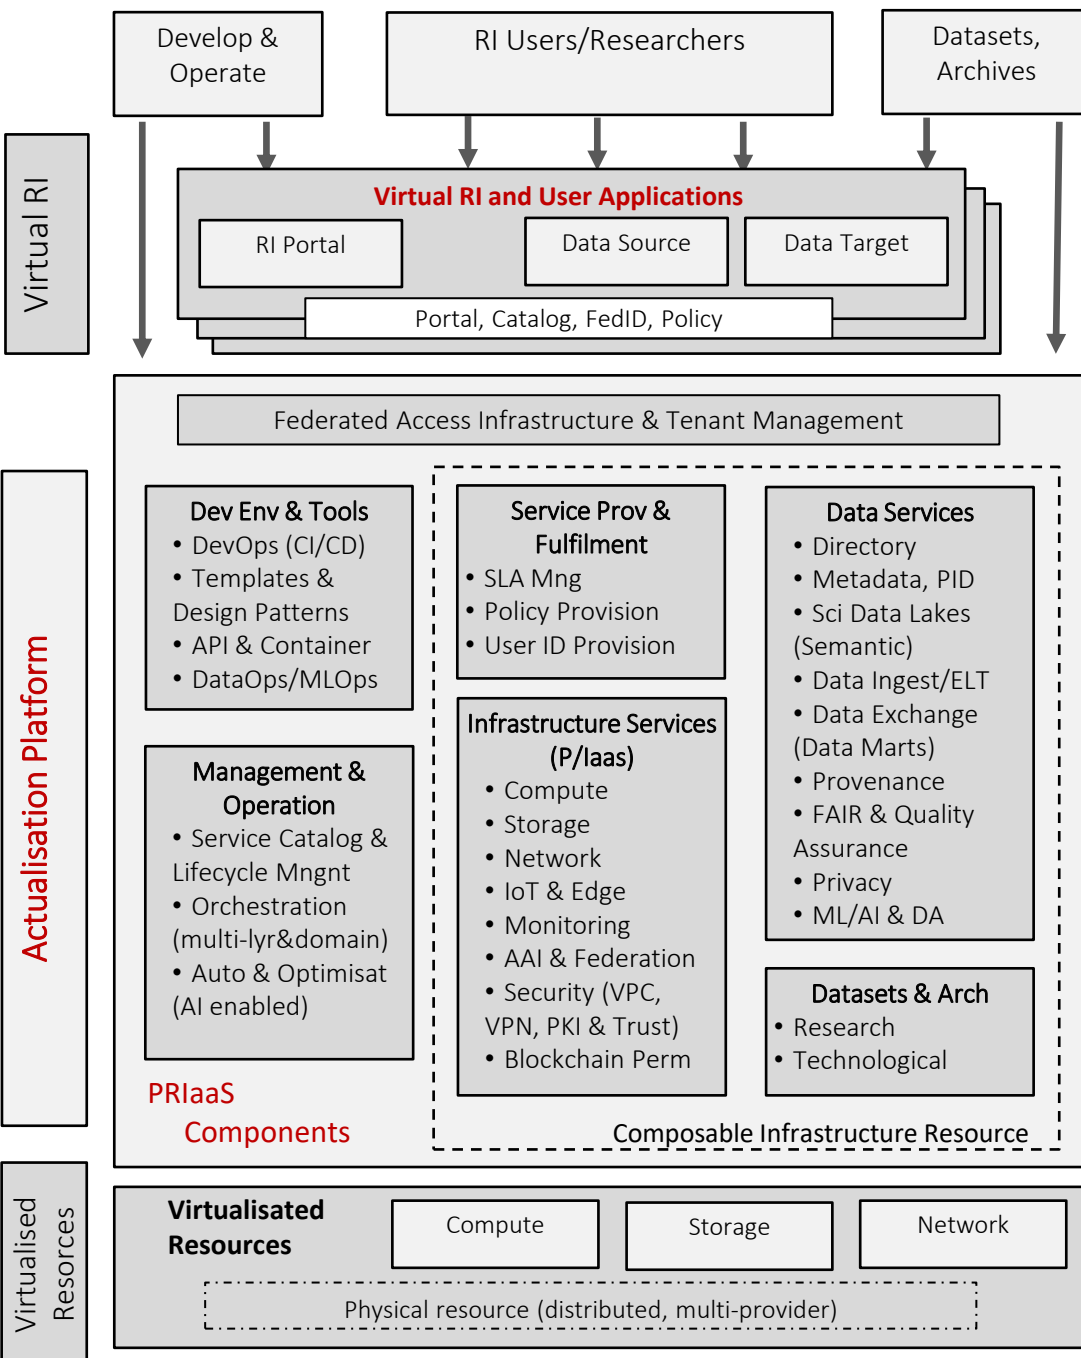 Develop &
Operate
RI Users/Researchers
Datasets,
Archives
Virtual RI
Virtual RI and User Applications
RI Portal
Data Source
Data Target
Portal, Catalog, FedID, Policy
Actualisation Platform
Federated Access Infrastructure & Tenant Management
Dev Env & Tools
• DevOps (CI/CD)
• Templates &
Design Patterns
• API & Container
• DataOps/MLOps
Management &
Operation
• Service Catalog &
Lifecycle Mngnt
• Orchestration
(multi-lyr&domain)
• Auto & Optimisat
(AI enabled)
PRIaaS
Components
Service Prov &
Fulfilment
• SLA Mng
• Policy Provision
• User ID Provision
Infrastructure Services
(P/Iaas)
• Compute
• Storage
• Network
• IoT & Edge
• Monitoring
• AAI & Federation
• Security (VPC,
VPN, PKI & Trust)
• Blockchain Perm
Data Services
• Directory
• Metadata, PID
• Sci Data Lakes
(Semantic)
• Data Ingest/ELT
• Data Exchange
(Data Marts)
• Provenance
• FAIR & Quality
Assurance
• Privacy
• ML/AI & DA
Datasets & Arch
• Research
• Technological
Composable Infrastructure Resource
Virtualised
Resorces
Virtualisated
Resources
Compute
Storage
Network
Physical resource (distributed, multi-provider)